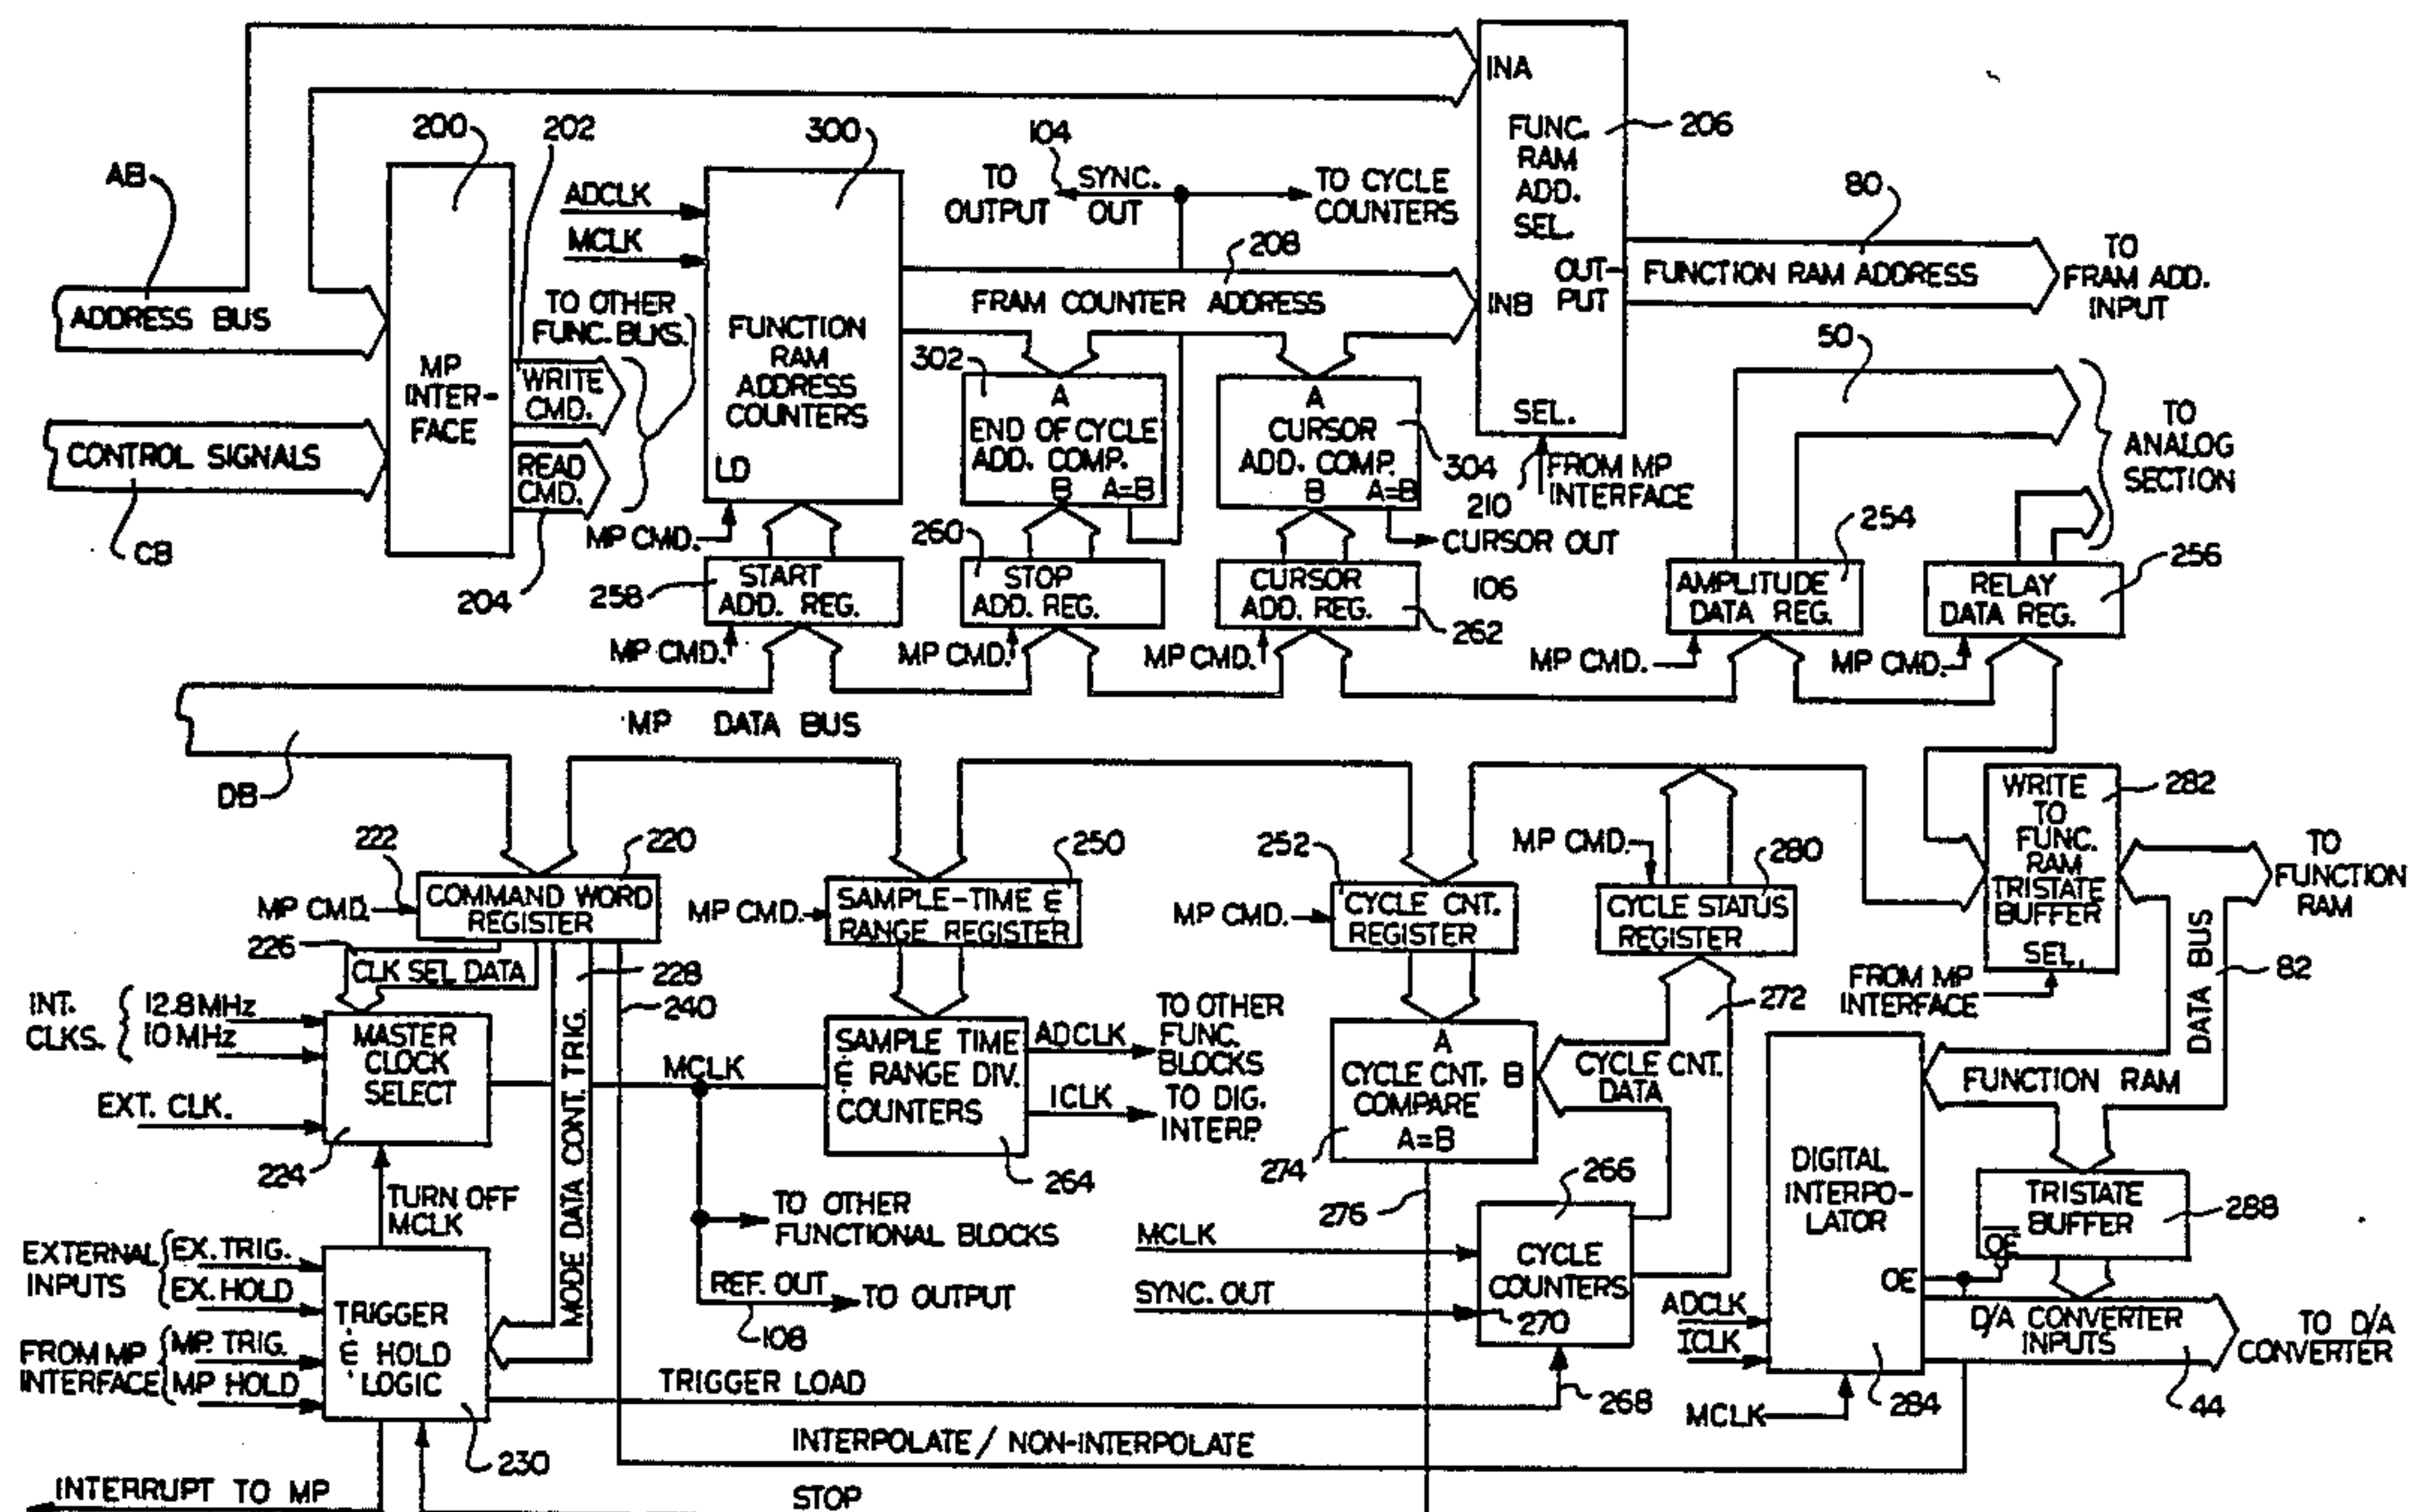 INA
FUNC.
RAM
ADD.
SEL.
206
OUT-
PUT
INB
SEL.
200
202
300
104
AB
ADCLK
MCLK
TO
OUTPUT
SYNC.
OUT
TO CYCLE
COUNTERS
208
80
FUNCTION RAM ADDRESS
TO
FRAM ADD.
INPUT
ADDRESS BUS
TO OTHER
FUNC. BLKS.
FRAM COUNTER ADDRESS
MP
INTER-
FACE
WRITE
CMD.
READ
CMD.
FUNCTION
RAM
ADDRESS
COUNTERS
LD
302
A
END OF CYCLE
ADD. COMP.
B A=B
A
CURSOR
ADD. COMP.
B A=B
304
210
FROM MP
INTERFACE
50
TO
ANALOG
SECTION
CONTROL SIGNALS
CB
204
MP CMD.
258
START
ADD. REG.
MP CMD.
260
STOP
ADD. REG.
MP CMD.
CURSOR OUT
106
CURSOR
ADD. REG.
262
MP CMD.
254
AMPLITUDE
DATA REG.
MP CMD.
256
RELAY
DATA REG.
MP CMD.
MP DATA BUS
DB
222
220
MP CMD.
COMMAND WORD
REGISTER
226
CLK SEL DATA
228
240
250
MP CMD.
SAMPLE-TIME &
RANGE REGISTER
252
MP CMD.
CYCLE CNT.
REGISTER
MP CMD.
280
CYCLE STATUS
REGISTER
WRITE
TO
FUNC.
RAM
TRISTATE
BUFFER
SEL.
282
TO
FUNCTION
RAM
FROM MP
INTERFACE
DATA BUS
82
INT.
CLKS.
12.8 MHz
10 MHz
EXT. CLK.
MASTER
CLOCK
SELECT
224
TURN OFF
MCLK
MODE DATA CONT. TRIG.
MCLK
SAMPLE TIME
& RANGE DIV.
COUNTERS
264
ADCLK
TO OTHER
FUNC.
BLOCKS
ICLK
TO DIG.
INTERP.
A
CYCLE CNT. B
COMPARE
A=B
274
276
CYCLE CNT.
DATA
272
266
FUNCTION RAM
DIGITAL
INTERPO-
LATOR
OE
TRISTATE
BUFFER
OE
288
TO OTHER
FUNCTIONAL BLOCKS
REF. OUT
TO OUTPUT
108
MCLK
SYNC. OUT
CYCLE
COUNTERS
270
268
ADCLK
ICLK
MCLK
284
D/A CONVERTER
INPUTS
44
TO D/A
CONVERTER
EXTERNAL
INPUTS
EX. TRIG.
EX. HOLD
FROM MP
INTERFACE
MP. TRIG.
MP HOLD
TRIGGER
& HOLD
LOGIC
230
TRIGGER LOAD
INTERPOLATE / NON-INTERPOLATE
INTERRUPT TO MP
STOP